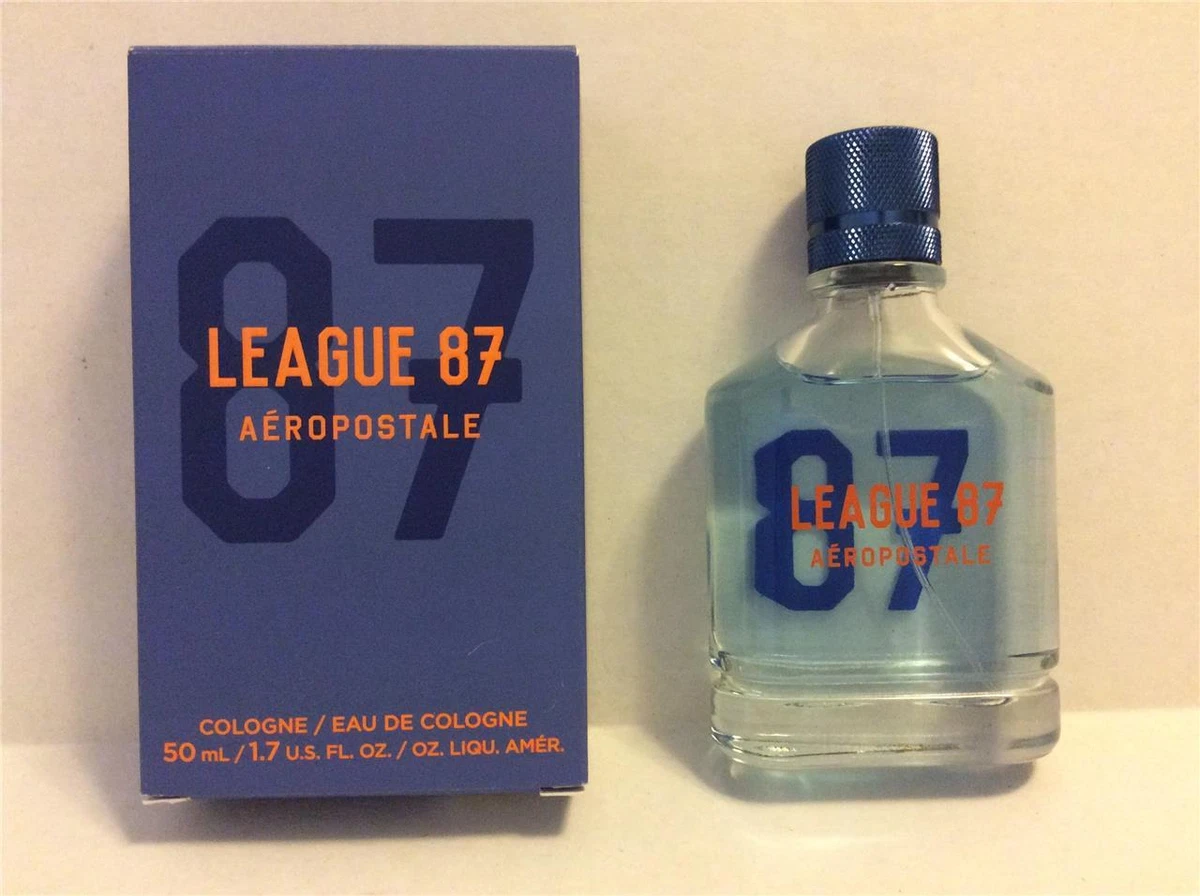 87
LEAGUE 87
AÉROPOSTALE
COLOGNE / EAU DE COLOGNE
50 mL / 1.7 U.S. FL. OZ. / OZ. LIQU. AMÉR.
87
LEAGUE 87
AÉROPOSTALE